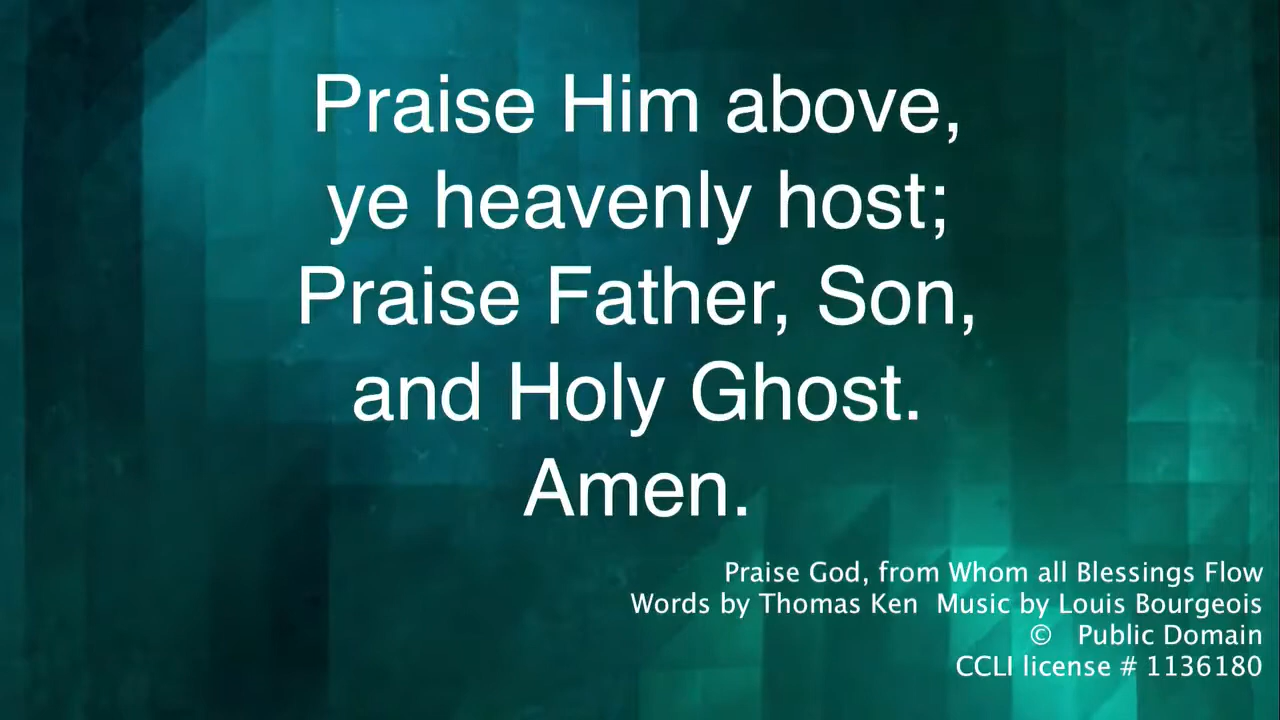 Praise Him above,
ye heavenly host;
Praise Father, Son,
and Holy Ghost.
Amen.
Praise God, from Whom all Blessings Flow
Words by Thomas Ken  Music by Louis Bourgeois
©   Public Domain
CCLI license # 1136180